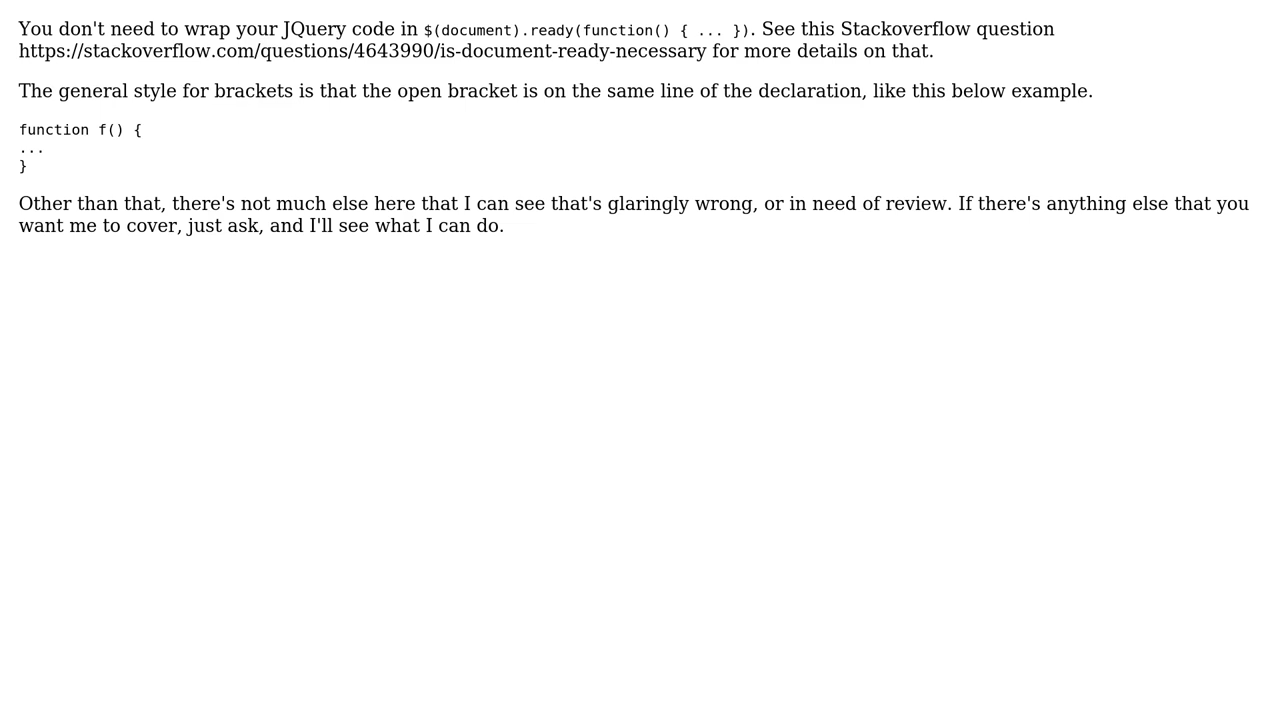 You don't need to wrap your JQuery code in $(document).ready(function() { ... }). See this Stackoverflow question
https://stackoverflow.com/questions/4643990/is-document-ready-necessary for more details on that.
The general style for brackets is that the open bracket is on the same line of the declaration, like this below example.
function f() {
...
}
Other than that, there's not much else here that I can see that's glaringly wrong, or in need of review. If there's anything else that you
want me to cover, just ask, and I'll see what I can do.